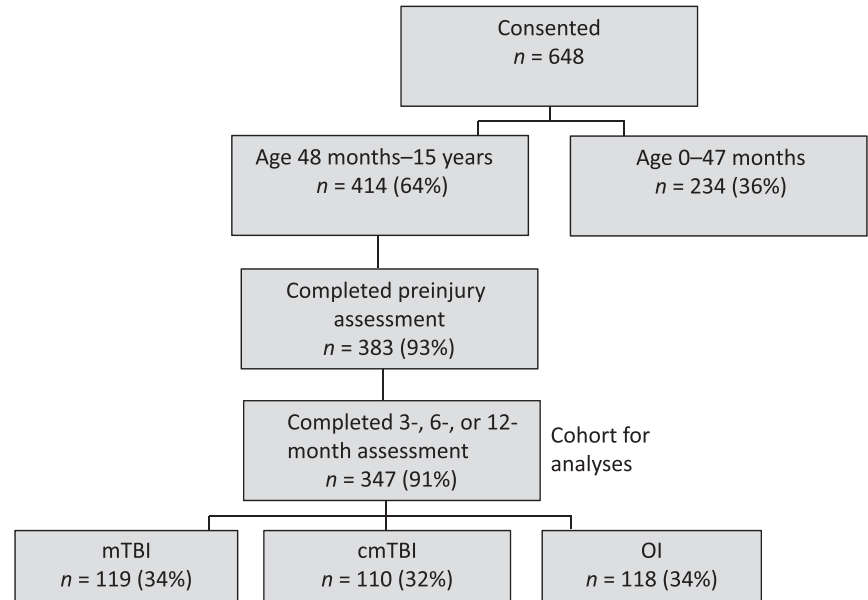 Consented
n = 648
Age 48 months–15 years
n = 414 (64%)
Age 0–47 months
n = 234 (36%)
Completed preinjury
assessment
n = 383 (93%)
Completed 3-, 6-, or 12-
month assessment
n = 347 (91%)
Cohort for
analyses
mTBI
n = 119 (34%)
cmTBI
n = 110 (32%)
OI
n = 118 (34%)